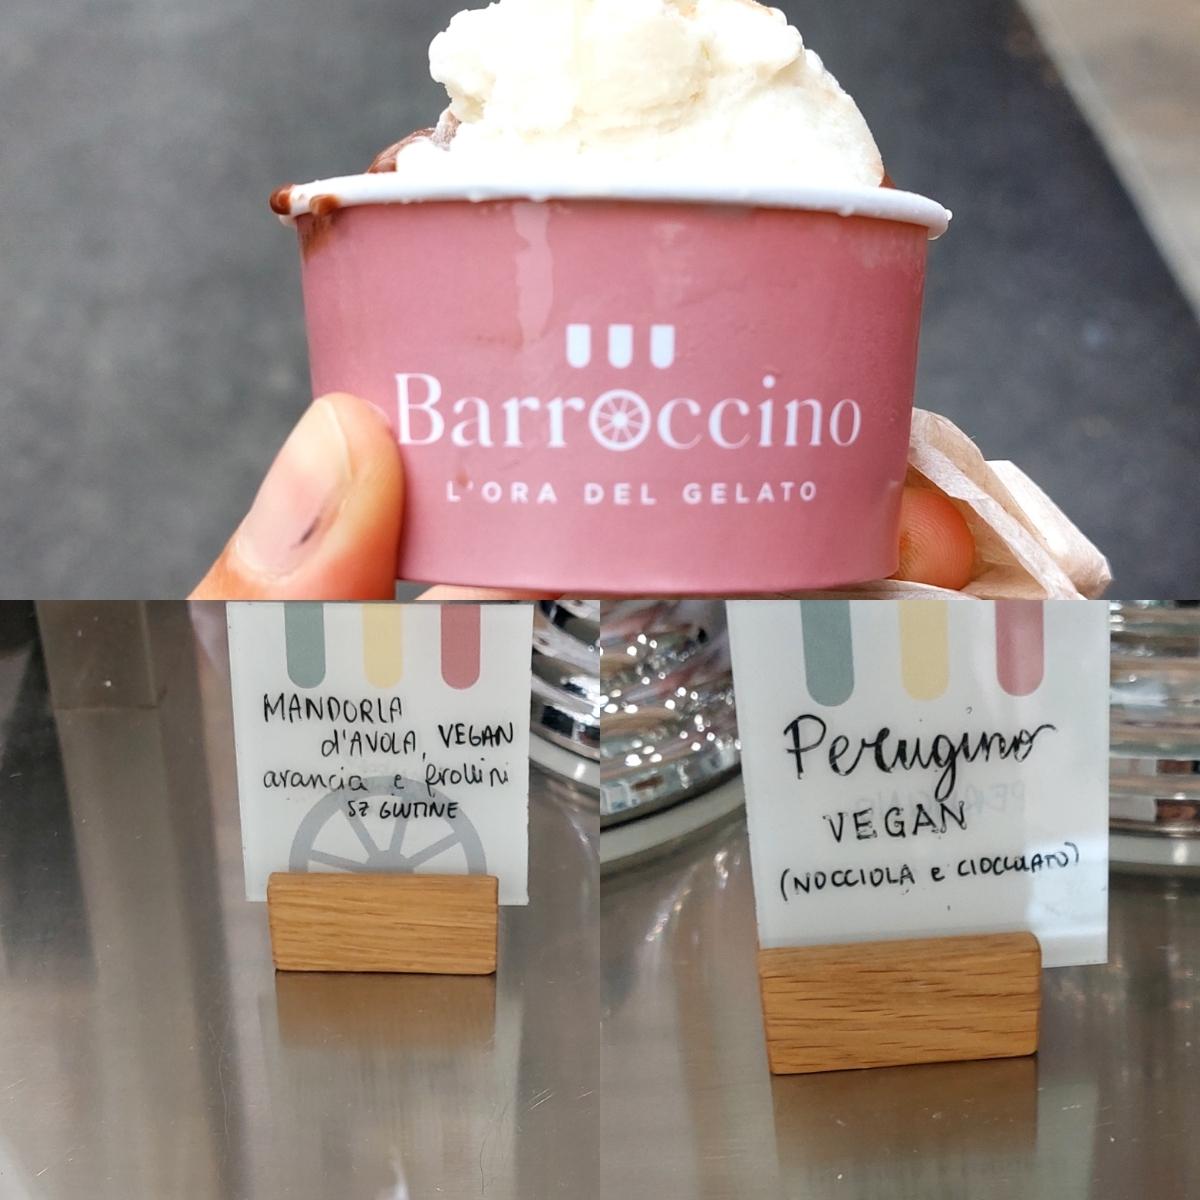 Barroccino
L'ORA DEL GELATO
MANDORLA
d'AVOLA, VEGAN
arancia e frollini
SZ GLUTINE
Perugino
VEGAN
(NOCCIOLA e CIOCCOLATO)